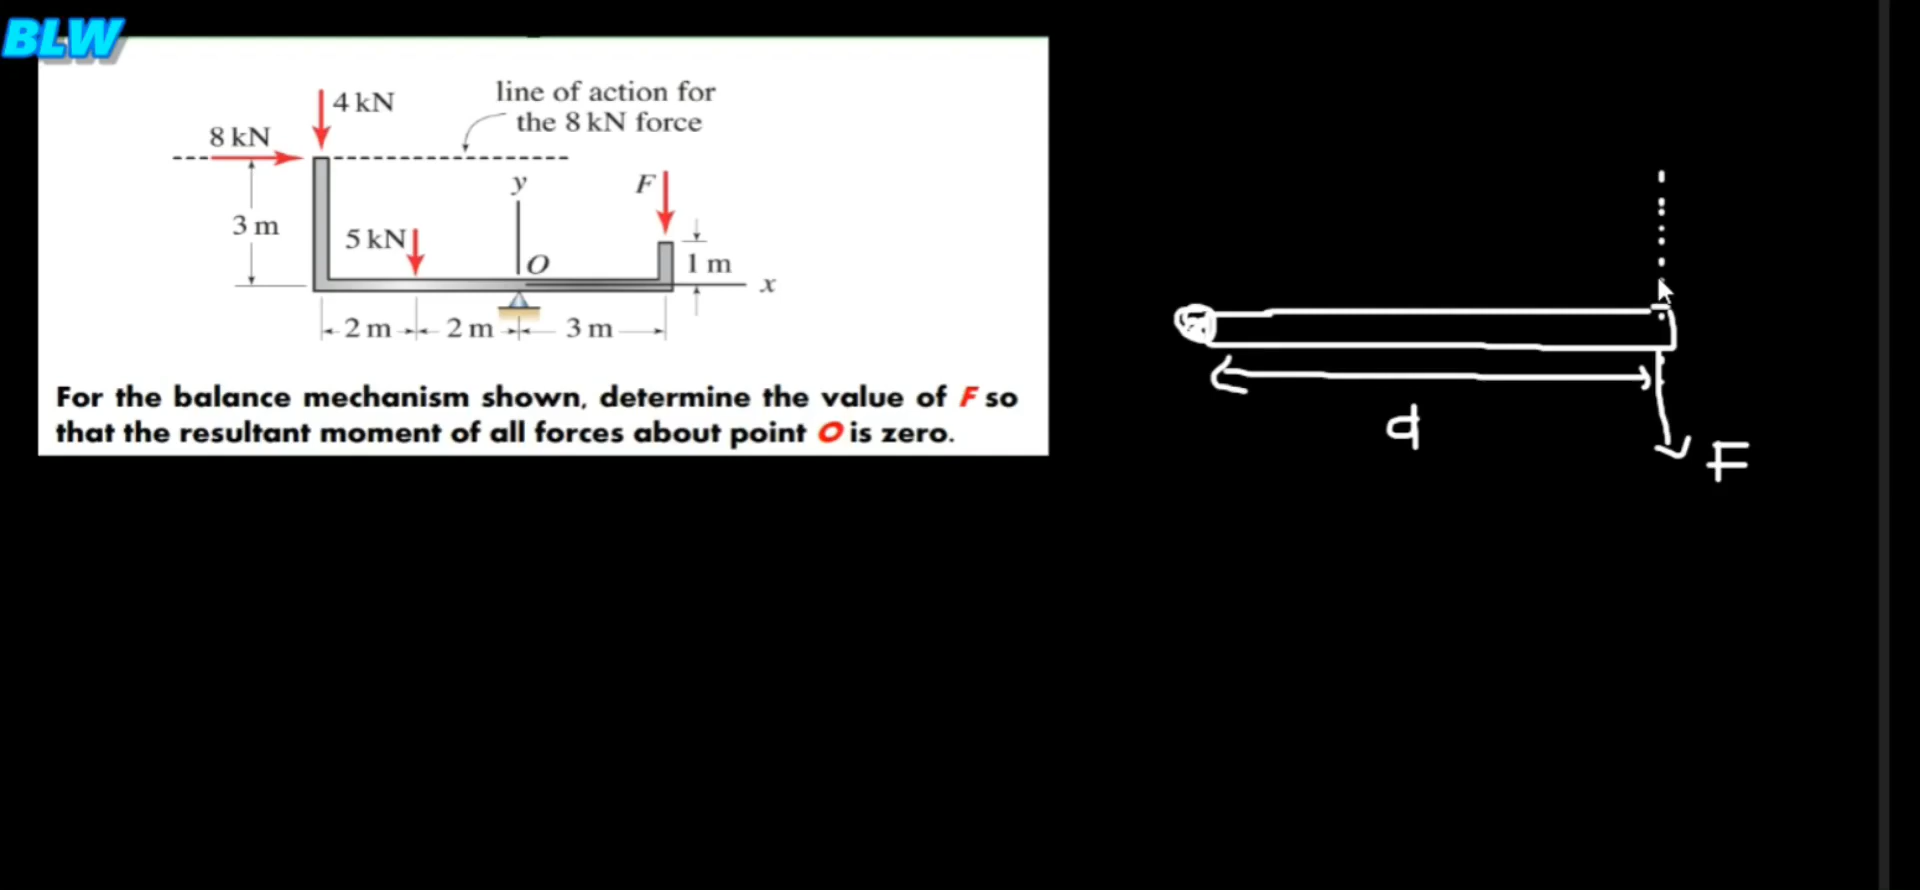 BLW
4 kN
line of action for
the 8 kN force
8 kN
y
F
3 m
5 kN
O
1 m
x
2 m 2 m 3 m
For the balance mechanism shown, determine the value of F so
that the resultant moment of all forces about point O is zero.
d
F